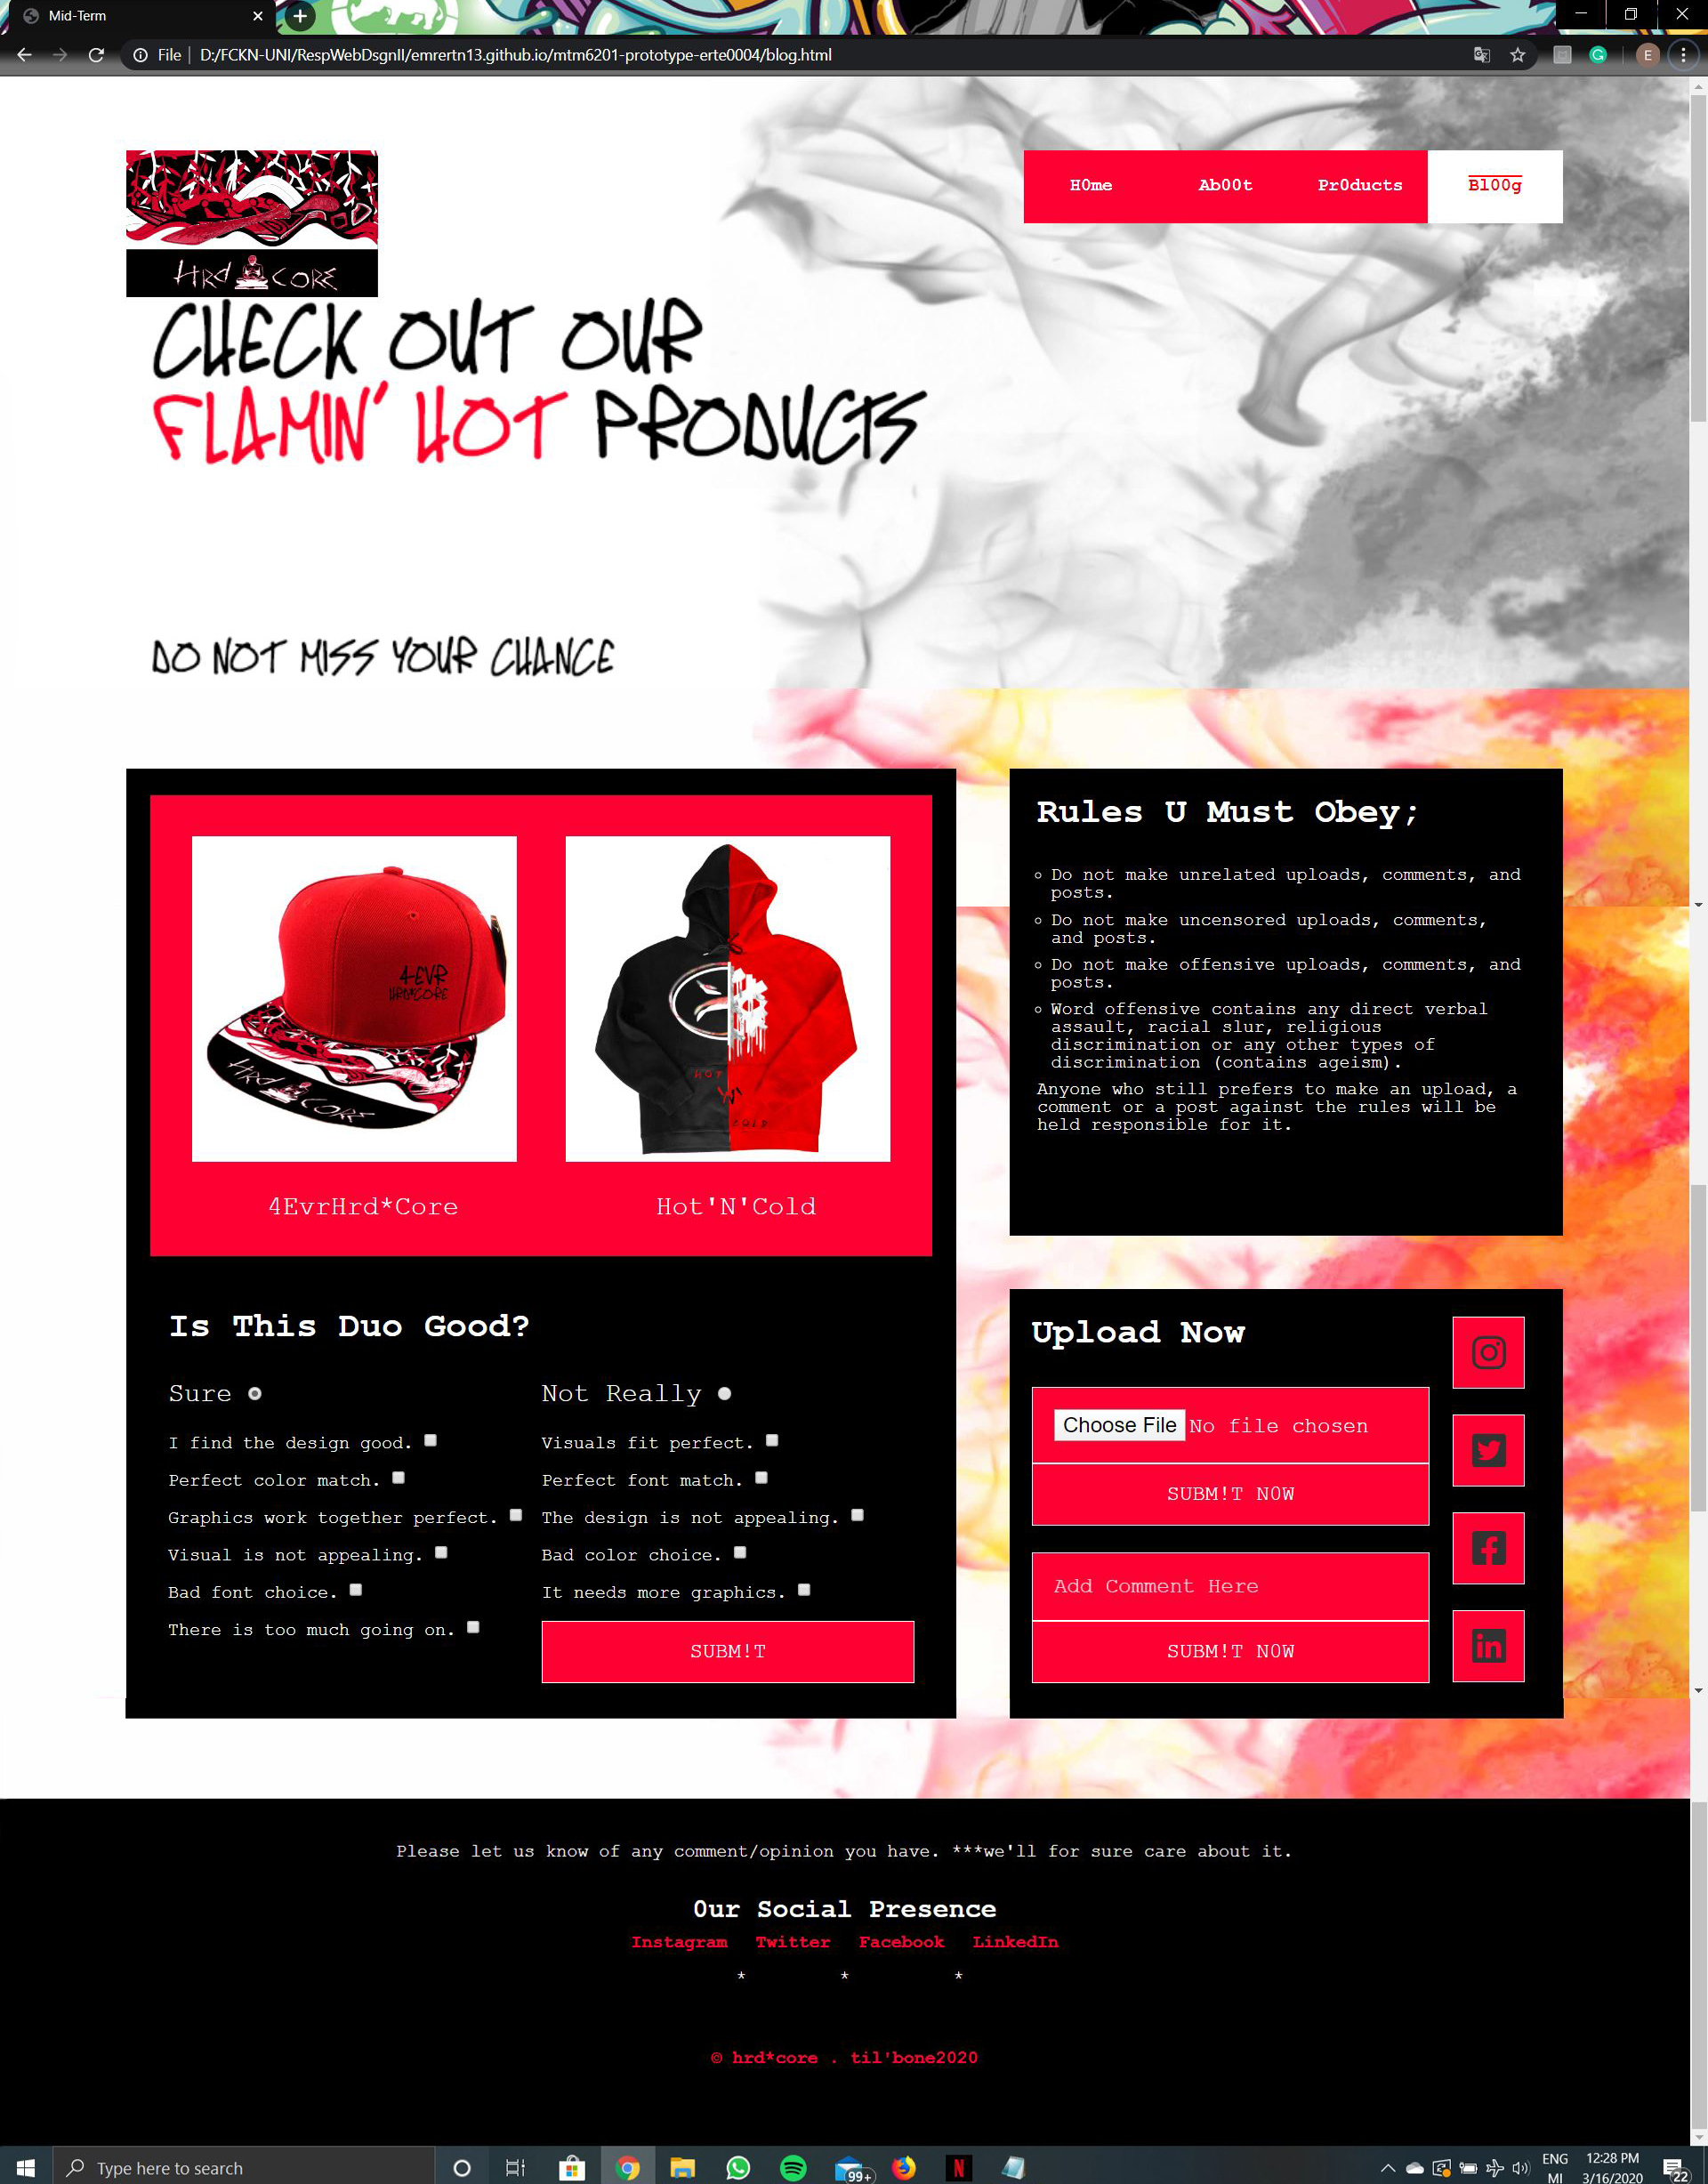 Mid-Term
File
D:/FCKN-UNI/RespWebDsgnII/emrertn13.github.io/mtm6201-prototype-erte0004/blog.html
E
H0me
Ab00t
Pr0ducts
Bl00g
HRd CORE
CHECK OUT OUR
FLAMIN' HOT PRODUCTS
DO NOT MISS YOUR CHANCE
4-EVR
HRD*CORE
HRd CORE
HOT
'N'
COLD
4EvrHrd*Core
Hot'N'Cold
Rules U Must Obey;
Do not make unrelated uploads, comments, and
posts.
Do not make uncensored uploads, comments,
and posts.
Do not make offensive uploads, comments, and
posts.
Word offensive contains any direct verbal
assault, racial slur, religious
discrimination or any other types of
discrimination (contains ageism).
Anyone who still prefers to make an upload, a
comment or a post against the rules will be
held responsible for it.
Is This Duo Good?
Sure
I find the design good.
Perfect color match.
Graphics work together perfect.
Visual is not appealing.
Bad font choice.
There is too much going on.
Not Really
Visuals fit perfect.
Perfect font match.
The design is not appealing.
Bad color choice.
It needs more graphics.
SUBM!T
Upload Now
Choose File No file chosen
SUBM!T N0W
Add Comment Here
SUBM!T N0W
Please let us know of any comment/opinion you have. ***we'll for sure care about it.
0ur Social Presence
Instagram Twitter Facebook LinkedIn
* * *
© hrd*core . til'bone2020
Type here to search
99+
ENG
MI
12:28 PM
3/16/2020
22